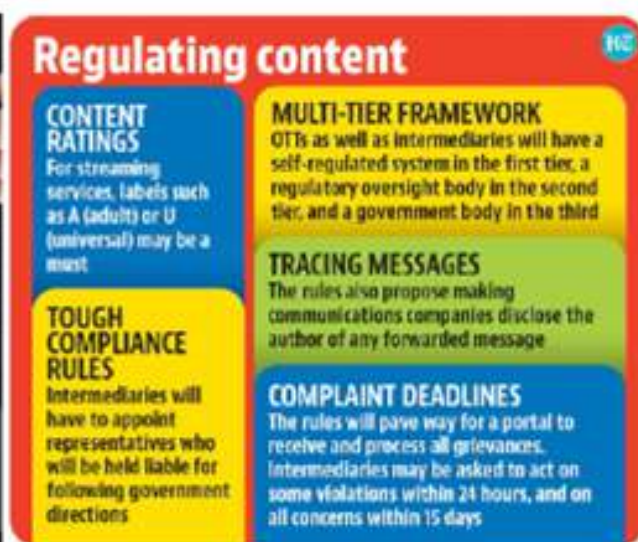 Regulating content
CONTENT
RATINGS
For streaming
services, labels such
as A (adult) or U
(universal) may be a
must
TOUGH
COMPLIANCE
RULES
Intermediaries will
have to appoint
representatives who
will be held liable for
following government
directions
MULTI-TIER FRAMEWORK
OTTs as well as intermediaries will have a
self-regulated system in the first tier, a
regulatory oversight body in the second
tier, and a government body in the third
TRACING MESSAGES
The rules also propose making
communications companies disclose the
author of any forwarded message
COMPLAINT DEADLINES
The rules will pave way for a portal to
receive and process all grievances.
Intermediaries may be asked to act on
some violations within 24 hours, and on
all concerns within 15 days